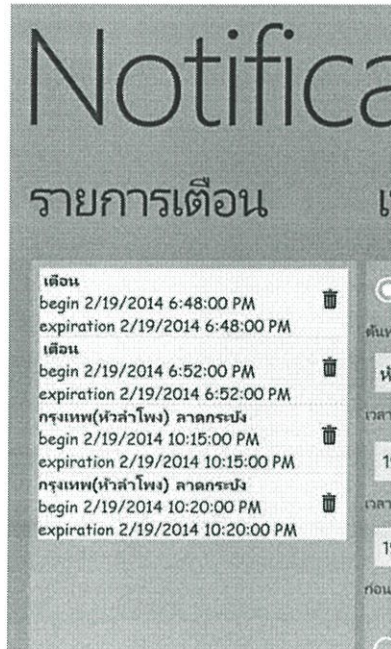 Notifica
รายการเตือน
เตือน
begin 2/19/2014 6:48:00 PM
expiration 2/19/2014 6:48:00 PM
เตือน
begin 2/19/2014 6:52:00 PM
expiration 2/19/2014 6:52:00 PM
กรุงเทพ(หัวลำโพง) ลาดกระบัง
begin 2/19/2014 10:15:00 PM
expiration 2/19/2014 10:15:00 PM
กรุงเทพ(หัวลำโพง) ลาดกระบัง
begin 2/19/2014 10:20:00 PM
expiration 2/19/2014 10:20:00 PM